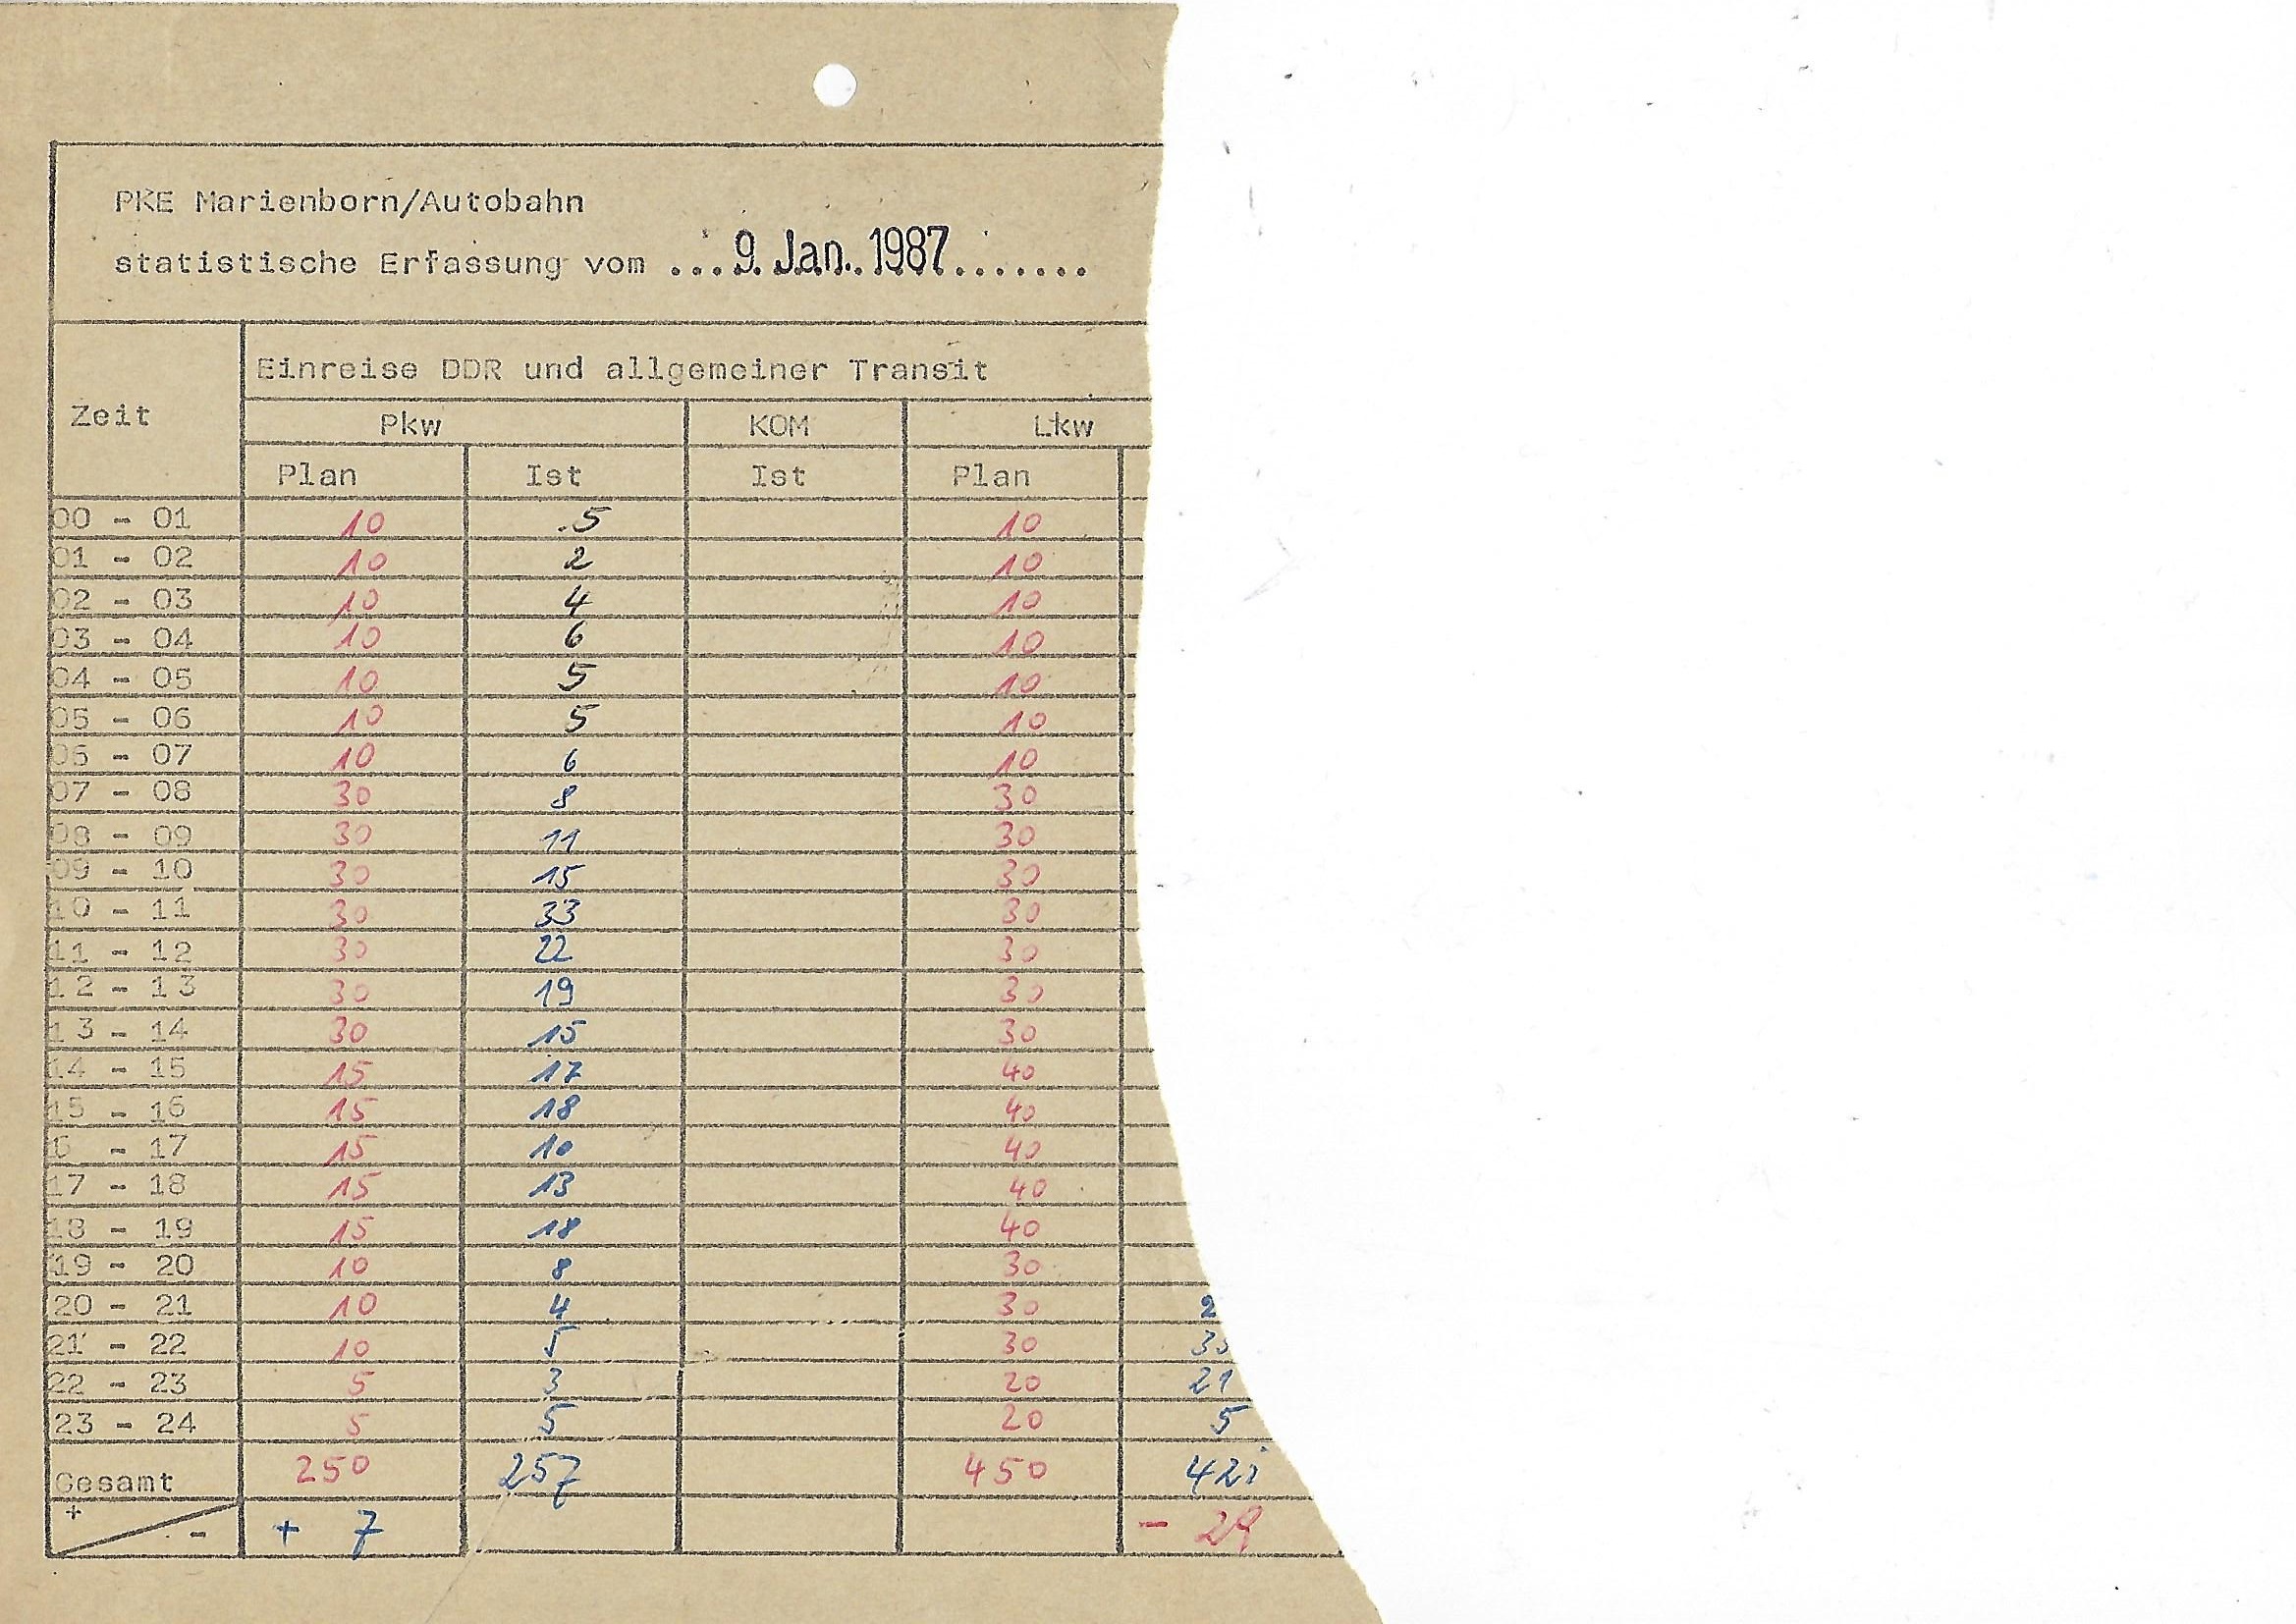 PKE Marienborn/Autobahn
statistische Erfassung vom ...9. Jan. 1987.......
Zeit
Einreise DDR und allgemeiner Transit
Pkw KOM Lkw
Plan Ist Ist Plan
00 - 01 10 5 10
01 - 02 10 2 10
02 - 03 10 4 10
03 - 04 10 6 10
04 - 05 10 5 10
05 - 06 10 5 10
06 - 07 10 6 10
07 - 08 30 8 30
08 - 09 30 11 30
09 - 10 30 15 30
10 - 11 30 33 30
11 - 12 30 22 30
12 - 13 30 19 30
13 - 14 30 15 30
14 - 15 15 17 40
15 - 16 15 18 40
6 - 17 15 10 40
17 - 18 15 13 40
18 - 19 15 18 40
19 - 20 10 8 30
20 - 21 10 4 30 2
21 - 22 10 5 30
22 - 23 5 3 20 21
23 - 24 5 5 20 5
Gesamt 250 257 450
+ - + 7 - 29